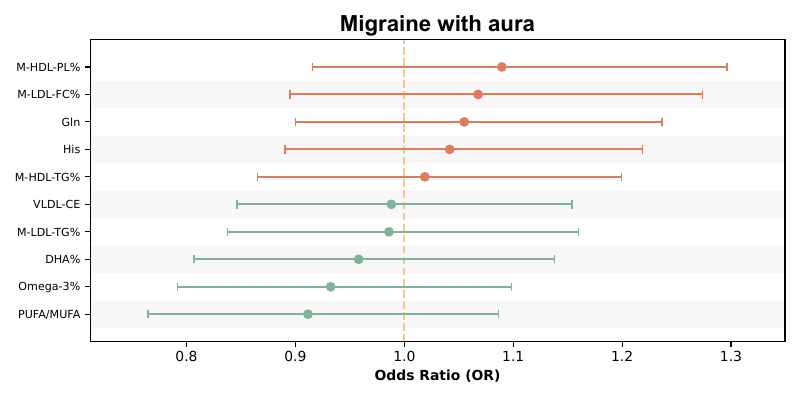 Migraine with aura
M-HDL-PL%
M-LDL-FC%
Gln
His
M-HDL-TG%
VLDL-CE
M-LDL-TG%
DHA%
Omega-3%
PUFA/MUFA
0.8 0.9 1.0 1.1 1.2 1.3
Odds Ratio (OR)